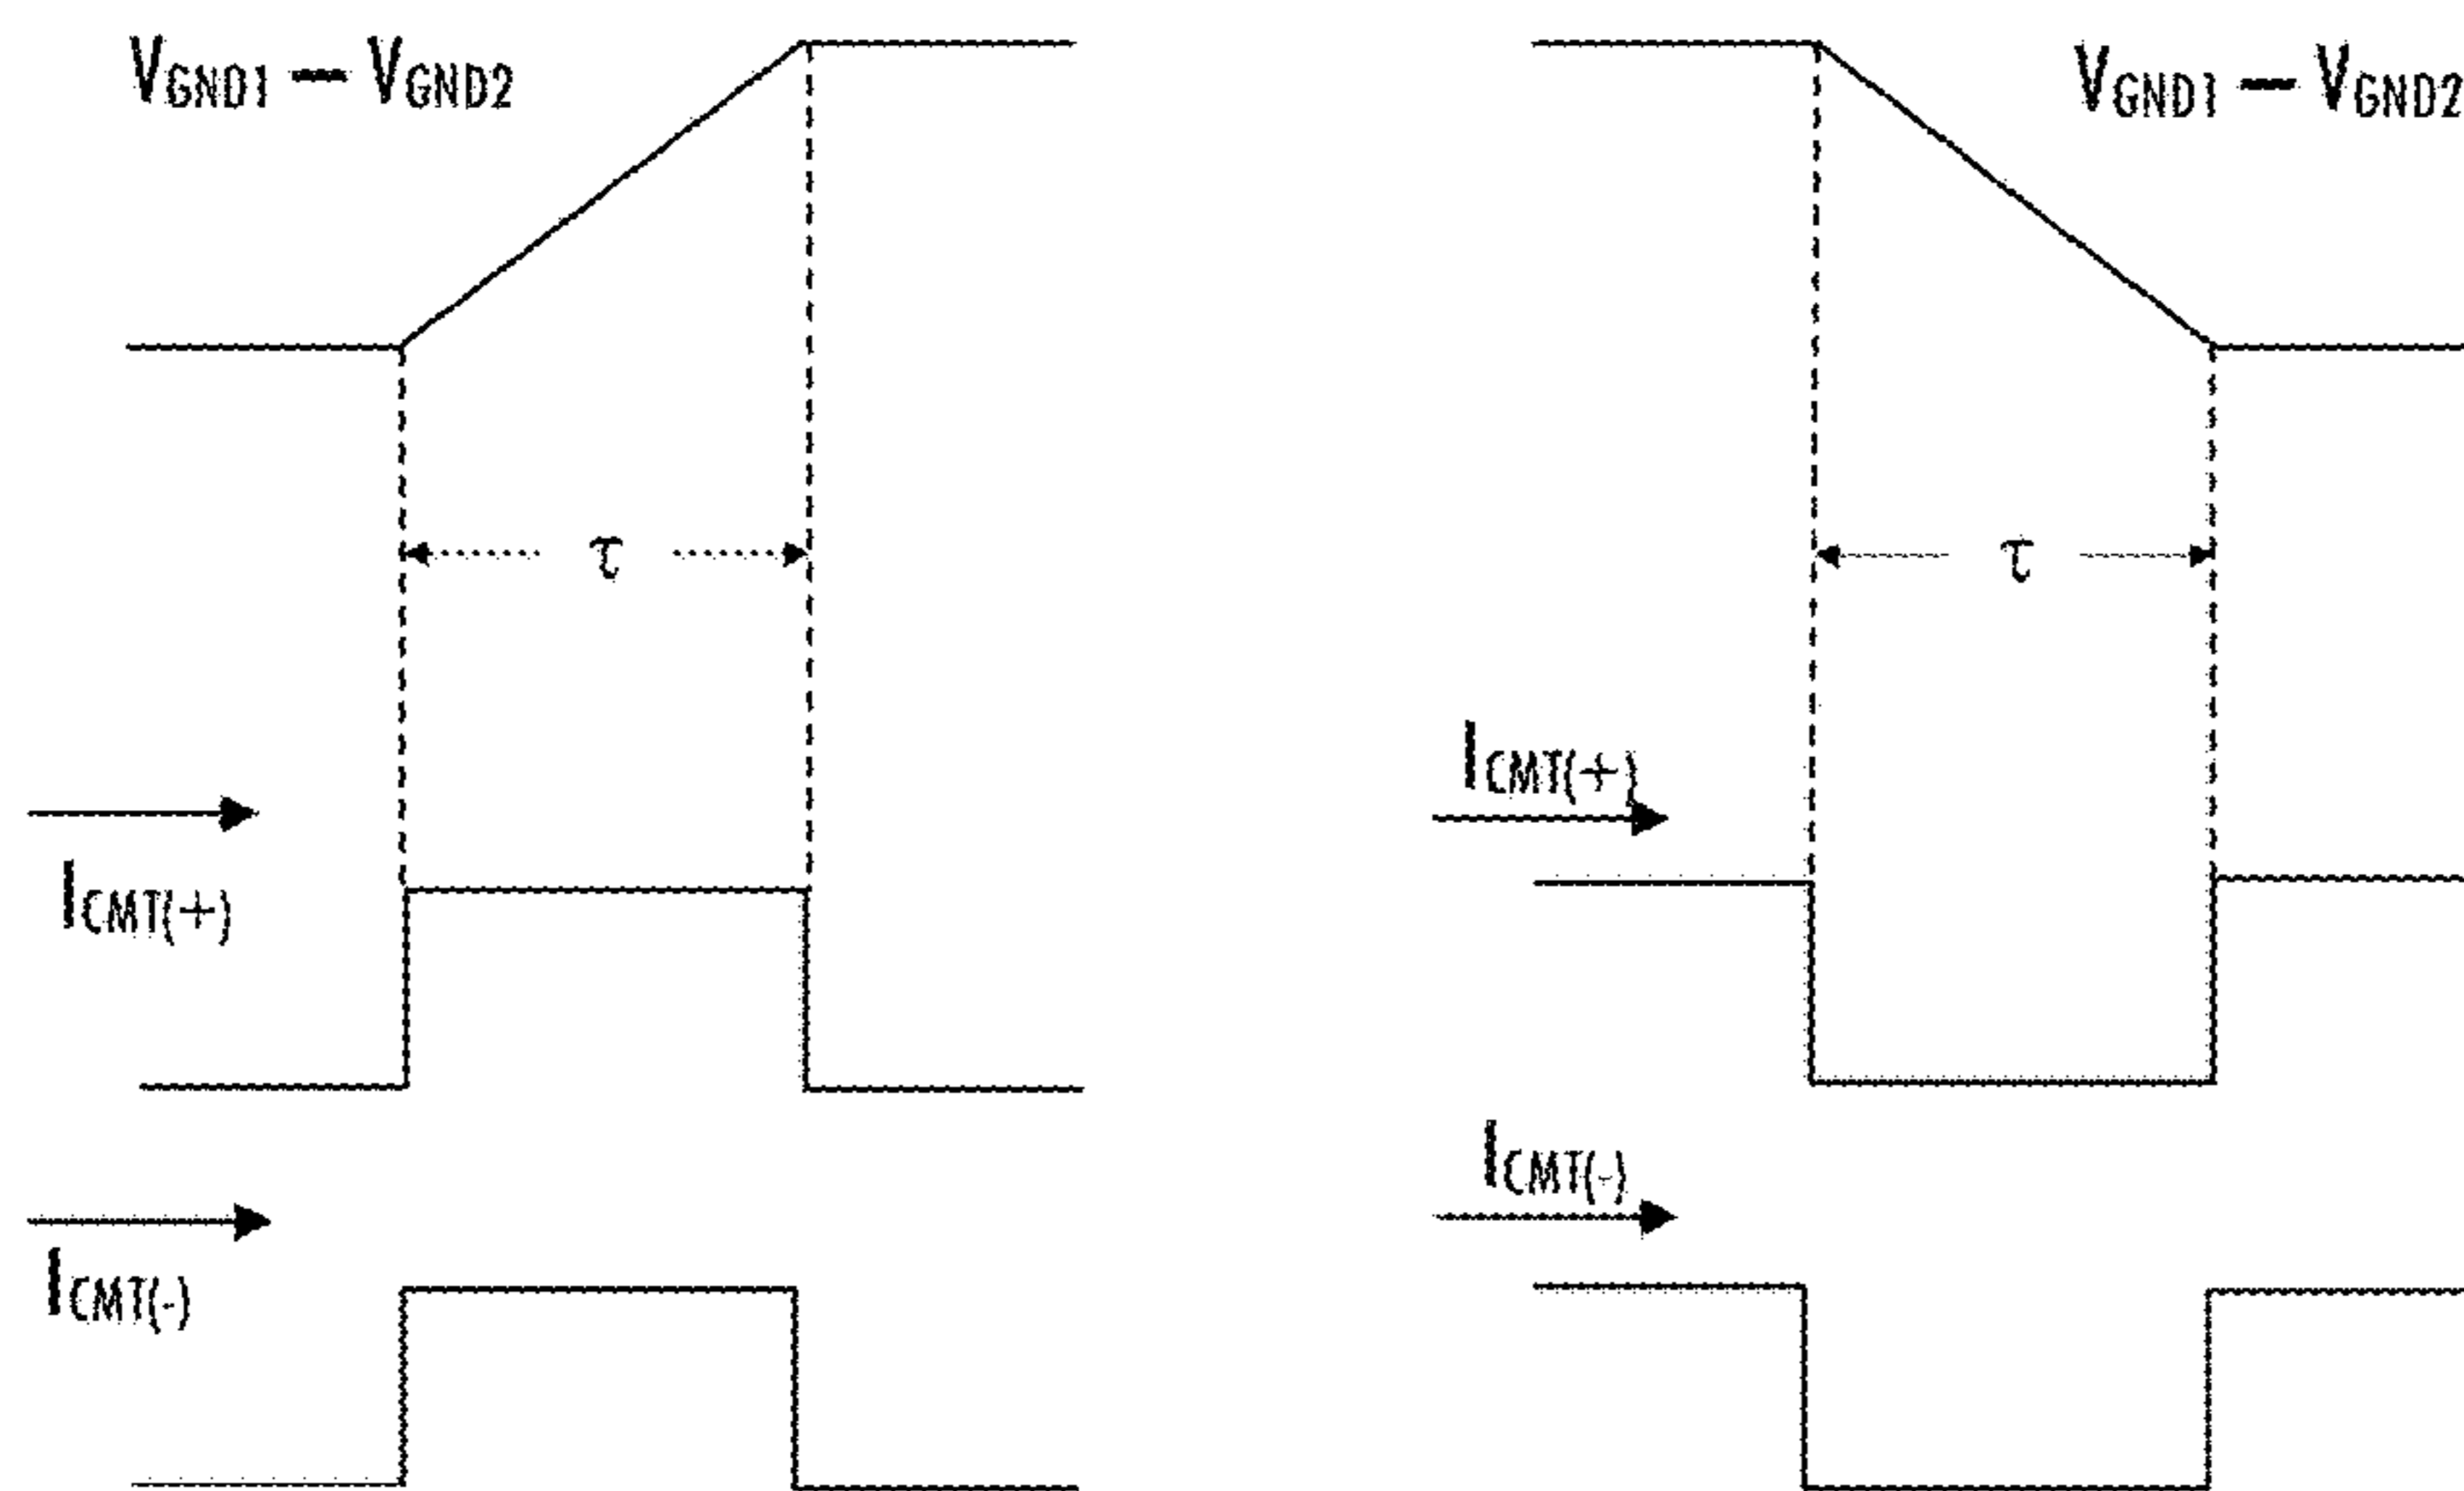 VGND1 — VGND2
VGND1 — VGND2
τ
τ
ICMT(+)
ICMT(+)
ICMT(-)
ICMT(-)